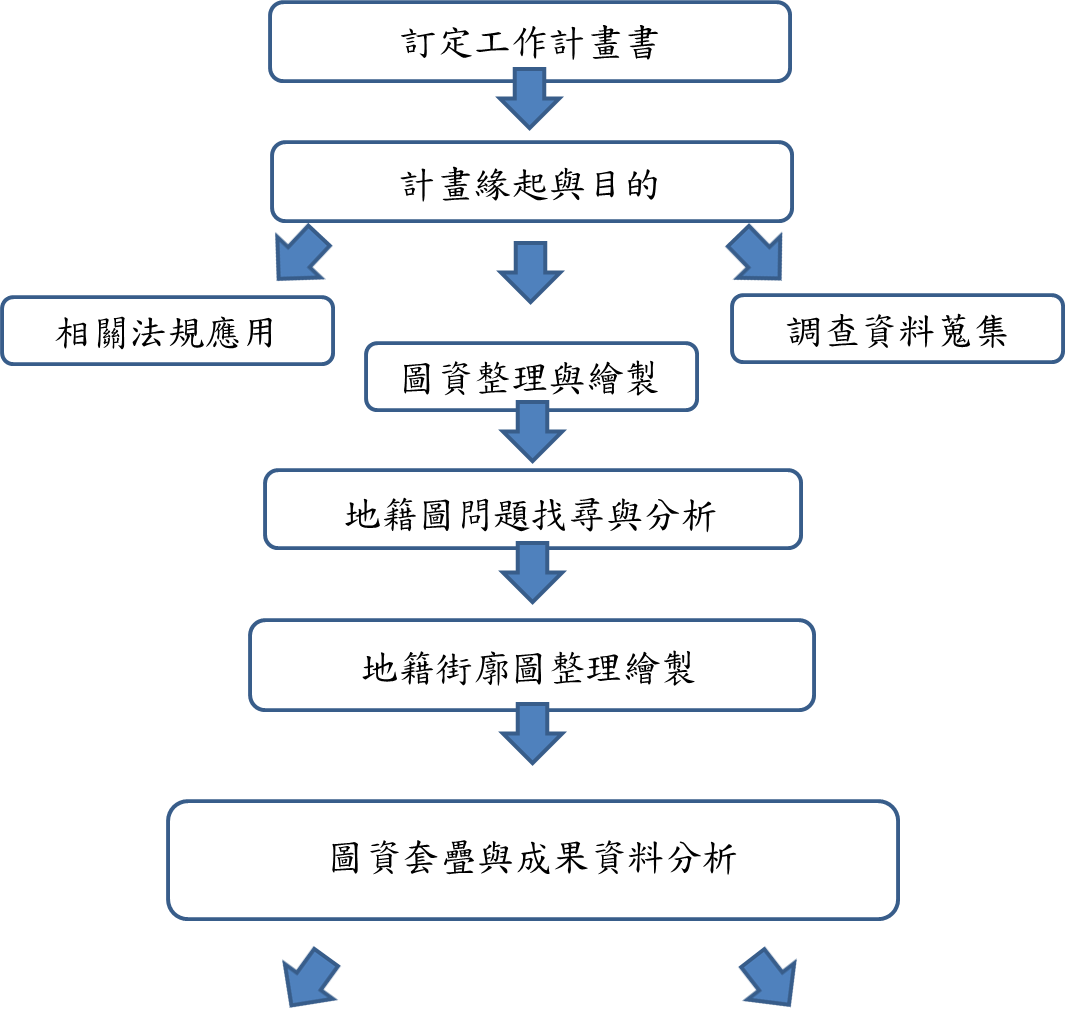 訂定工作計畫書
計畫緣起與目的
相關法規應用
調查資料蒐集
圖資整理與繪製
地籍圖問題找尋與分析
地籍街廓圖整理繪製
圖資套疊與成果資料分析